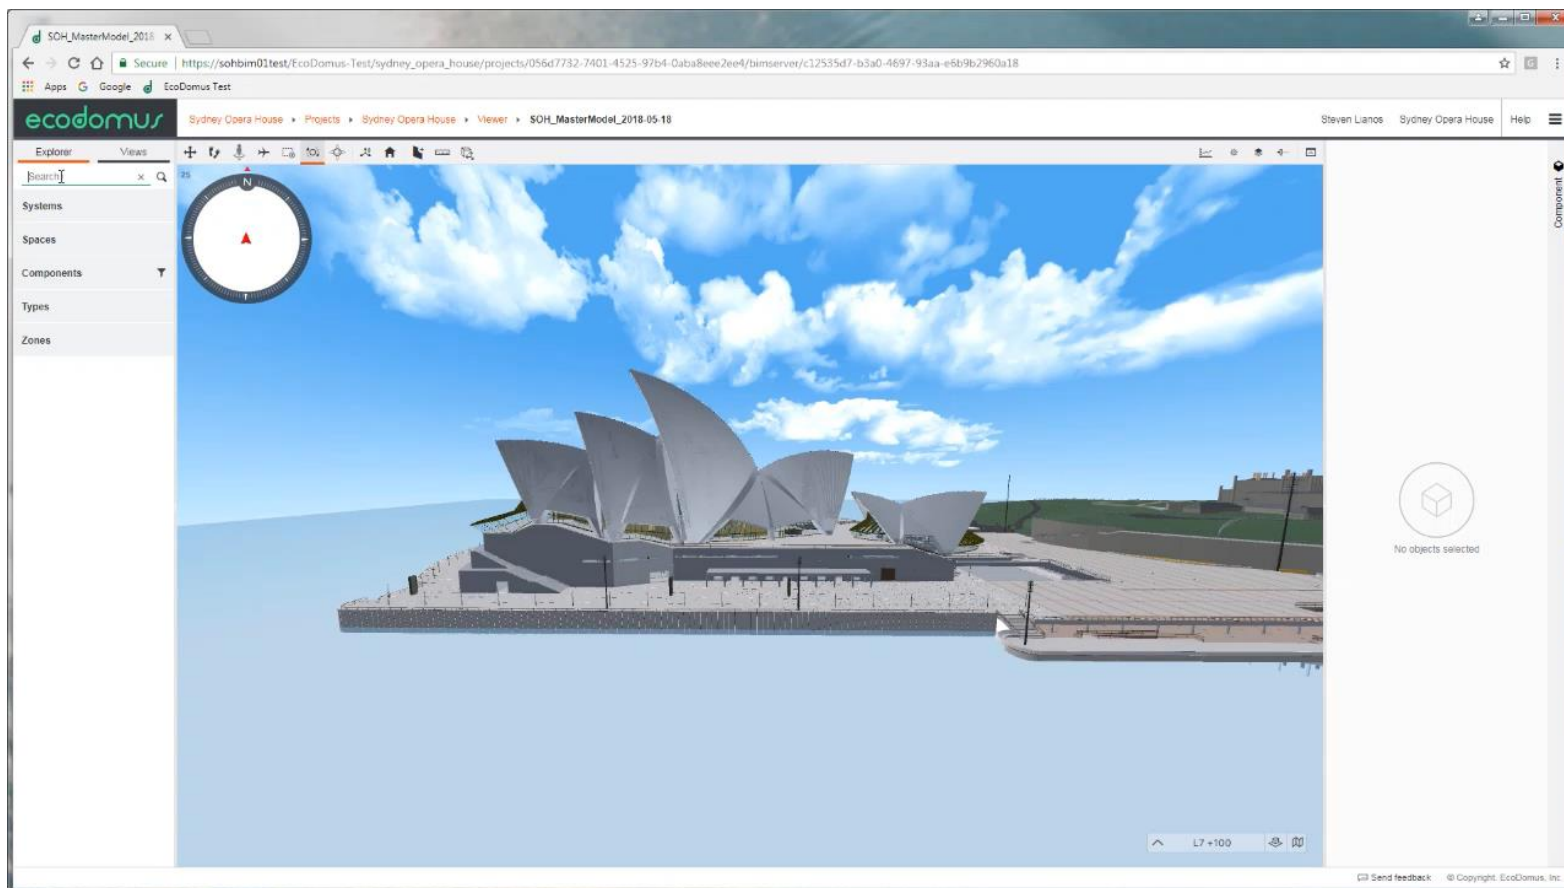 SOH_MasterModel_2018
Secure | https://sohbim01test/EcoDomus-Test/sydney_opera_house/projects/056d7732-7401-4525-97b4-0aba8eee2ee4/bimserver/c12535d7-b3a0-4697-93aa-e6b9b2960a18
Apps G Google EcoDomus Test
ecodomus Sydney Opera House Projects Sydney Opera House Viewer SOH_MasterModel_2018-05-18 Steven Lianos Sydney Opera House Help
Explorer Views
Search
25
N
Component
Systems
Spaces
Components
Types
Zones
No objects selected
L7 +100
Send feedback © Copyright. EcoDomus, Inc